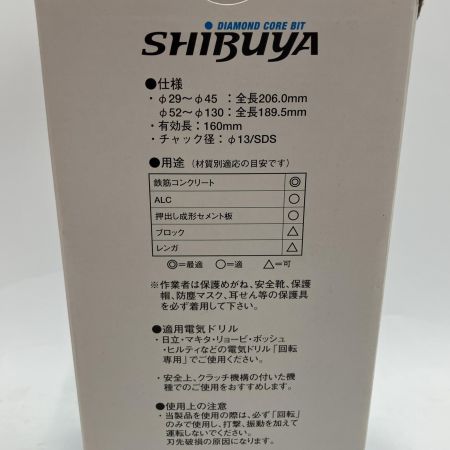 DIAMOND CORE BIT
SHIBUYA
●仕様
・φ29～φ45 ：全長206.0mm
φ52～φ130：全長189.5mm
・有効長：160mm
・チャック径：φ13/SDS
●用途（材質別適応の目安です）
鉄筋コンクリート ◎
ALC ○
押出し成形セメント板 ○
ブロック △
レンガ △
◎＝最適 ○＝適 △＝可
※作業者は保護めがね、安全靴、保護
帽、防塵マスク、耳せん等の保護具
を必ず着用して下さい。
●適用電気ドリル
・日立・マキタ・リョービ・ボッシュ
・ヒルティなどの電気ドリル「回転
専用」でご使用ください。
・安全上、クラッチ機構の付いた機
種でのご使用をおすすめします。
●使用上の注意
・当製品を使用の際は、必ず「回転」
のみで使用し、打撃、振動を加えて
運転しないでください。
刃先破損の原因になります。